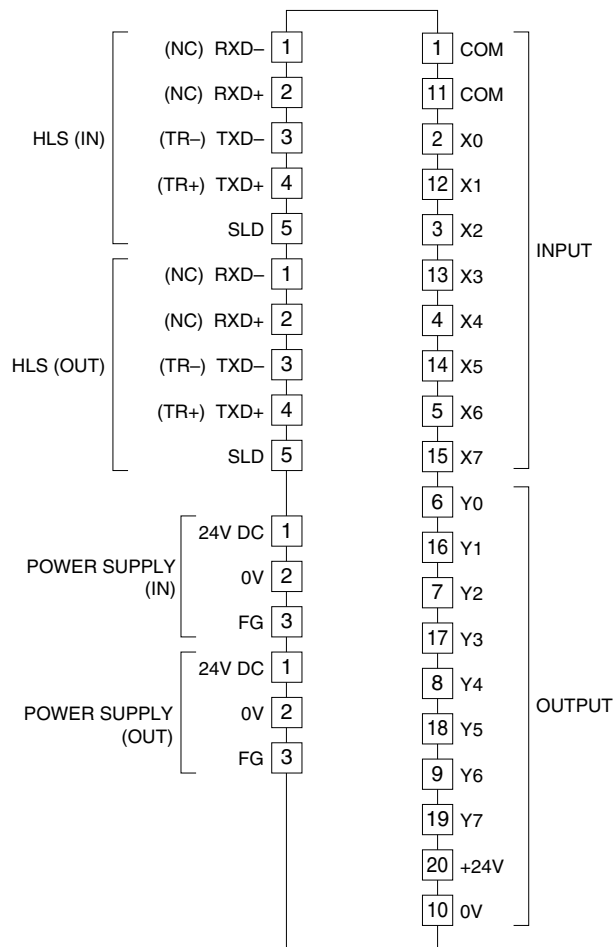 HLS (IN)
(NC) RXD– 1
(NC) RXD+ 2
(TR–) TXD– 3
(TR+) TXD+ 4
SLD 5
HLS (OUT)
(NC) RXD– 1
(NC) RXD+ 2
(TR–) TXD– 3
(TR+) TXD+ 4
SLD 5
POWER SUPPLY
(IN)
24V DC 1
0V 2
FG 3
POWER SUPPLY
(OUT)
24V DC 1
0V 2
FG 3
1 COM
11 COM
2 X0
12 X1
3 X2
13 X3
4 X4
14 X5
5 X6
15 X7
INPUT
6 Y0
16 Y1
7 Y2
17 Y3
8 Y4
18 Y5
9 Y6
19 Y7
20 +24V
10 0V
OUTPUT